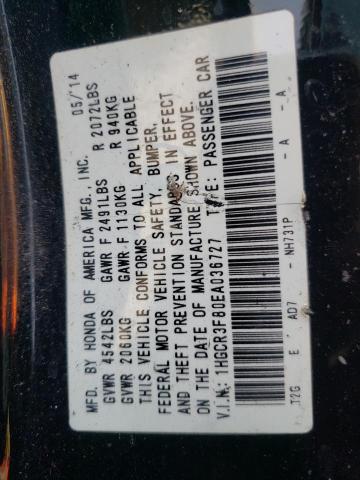 MFD. BY HONDA OF AMERICA MFG., INC. 05/'14
GVWR 4542LBS GAWR F 2491LBS R 2072LBS
GVWR 2060KG GAWR F 1130KG R 940KG
THIS VEHICLE CONFORMS TO ALL APPLICABLE
FEDERAL MOTOR VEHICLE SAFETY, BUMPER,
AND THEFT PREVENTION STANDARDS IN EFFECT
ON THE DATE OF MANUFACTURE SHOWN ABOVE.
V.I.N.: 1HGCR3F80EA036727 TYPE: PASSENGER CAR
T2G E AD7 - NH731P - A - A